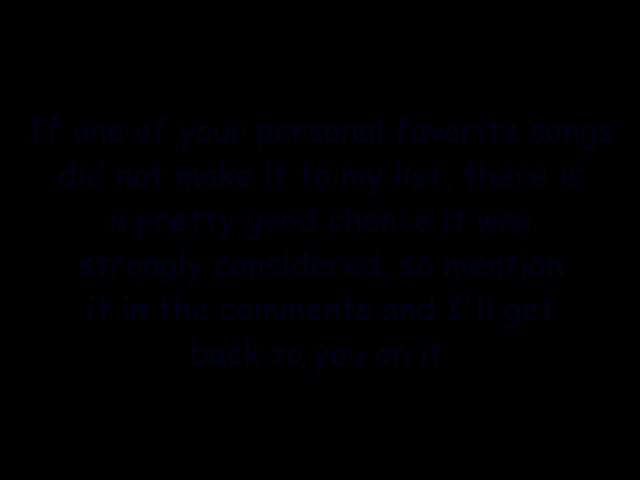 If one of your personal favorite songs
did not make it to my list, there is
a pretty good chance it was
strongly considered, so mention
it in the comments and I'll get
back to you on it